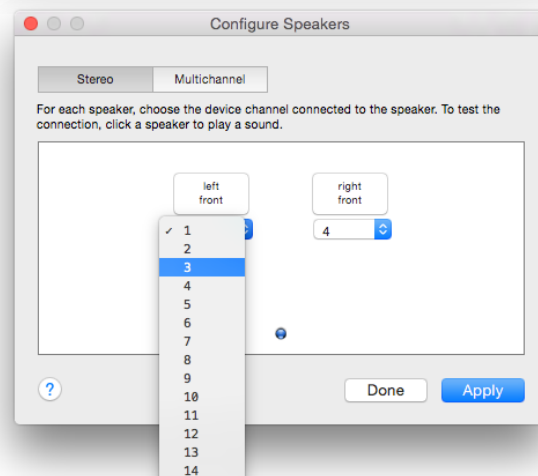 Configure Speakers
Stereo Multichannel
For each speaker, choose the device channel connected to the speaker. To test the
connection, click a speaker to play a sound.
left
front
right
front
✓ 1
4
2
3
4
5
6
7
8
9
10
11
12
13
14
? Done Apply